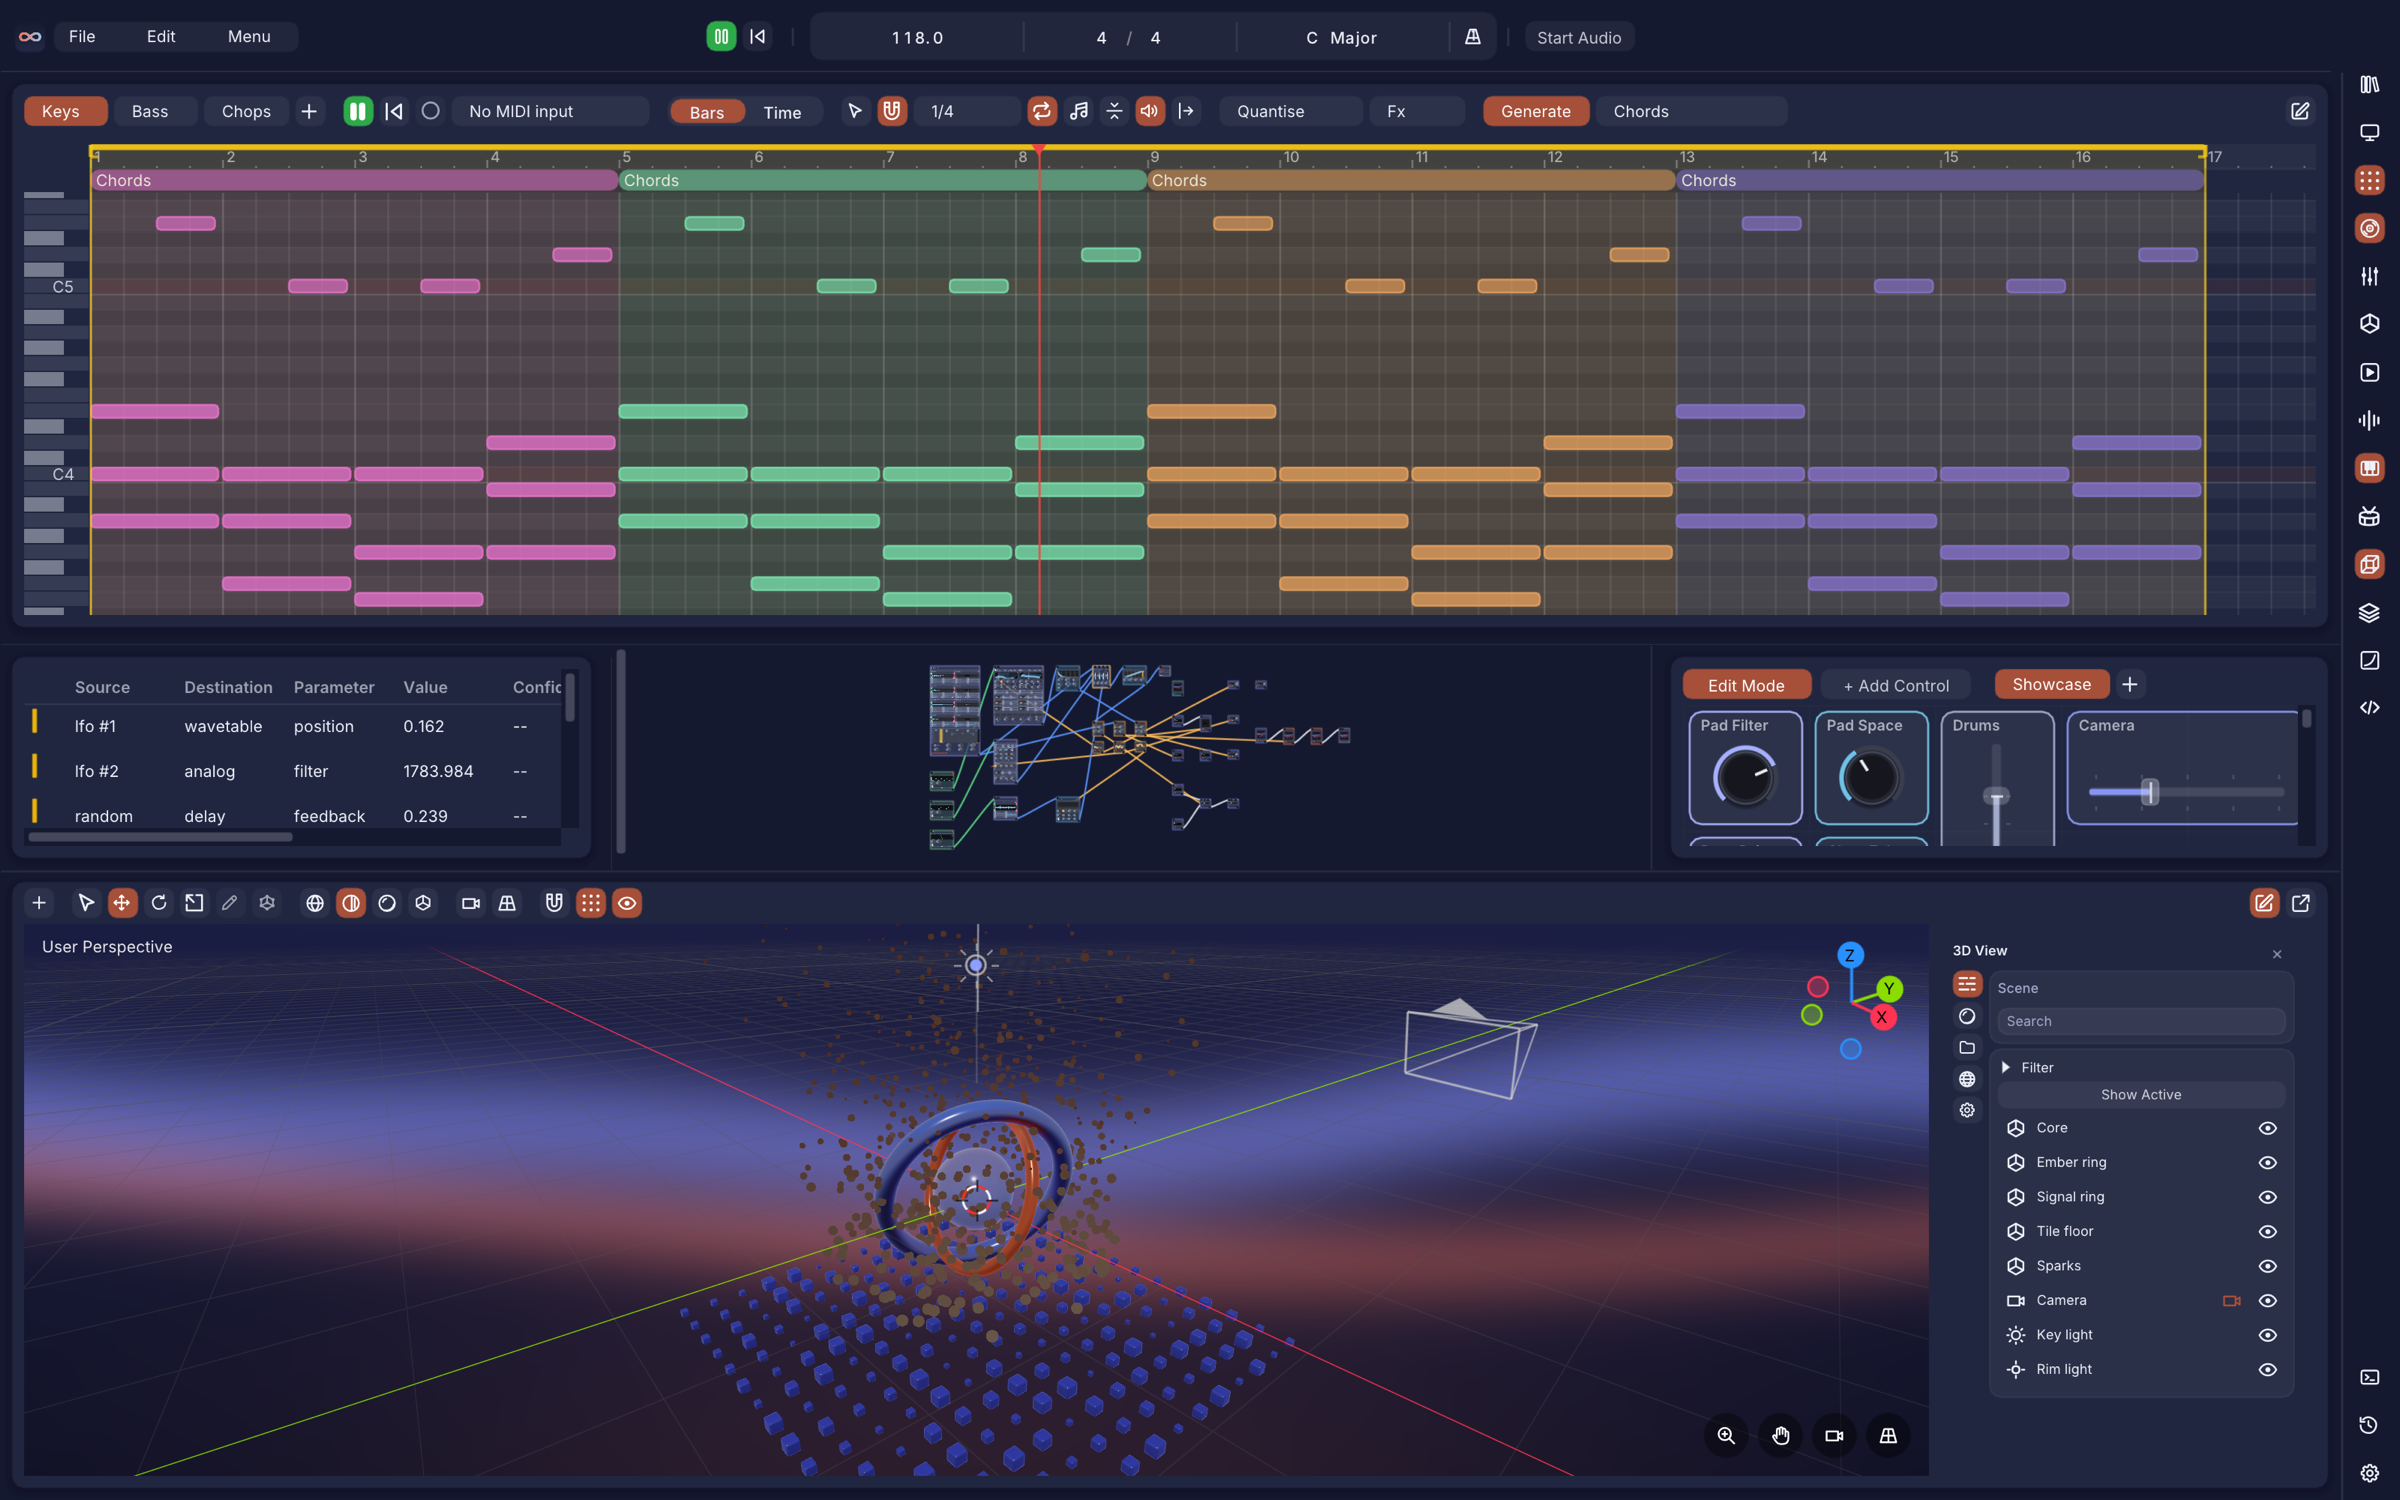 File Edit Menu 118.0 4 / 4 C Major Start Audio
Keys Bass Chops No MIDI input Bars Time 1/4 Quantise Fx Generate Chords
1 2 3 4 5 6 7 8 9 10 11 12 13 14 15 16 17
Chords Chords Chords Chords
C5
C4
Source Destination Parameter Value
lfo #1 wavetable position 0.162 --
lfo #2 analog filter 1783.984 --
random delay feedback 0.239 --
Edit Mode + Add Control Showcase
Pad Filter Pad Space Drums Camera
User Perspective
Z
Y
X
3D View
Scene
Search
Filter
Show Active
Core
Ember ring
Signal ring
Tile floor
Sparks
Camera
Key light
Rim light